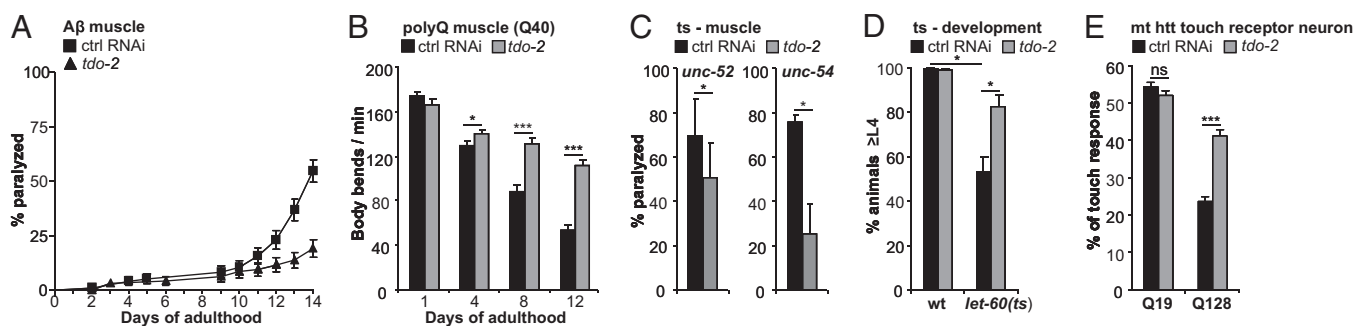 A
Aβ muscle
ctrl RNAi
tdo-2
% paralyzed
100
75
50
25
0
0 2 4 6 8 10 12 14
Days of adulthood
B
polyQ muscle (Q40)
ctrl RNAi tdo-2
Body bends / min
200
160
120
80
40
0
* *** ***
1 4 8 12
Days of adulthood
C
ts - muscle
ctrl RNAi tdo-2
% paralyzed
unc-52
100
80
60
40
20
0
*
unc-54
100
80
60
40
20
0
*
D
ts - development
ctrl RNAi tdo-2
% animals ≥L4
100
80
60
40
20
0
*
*
wt let-60(ts)
E
mt htt touch receptor neuron
ctrl RNAi tdo-2
% of touch response
60
50
40
30
20
10
0
ns
***
Q19 Q128